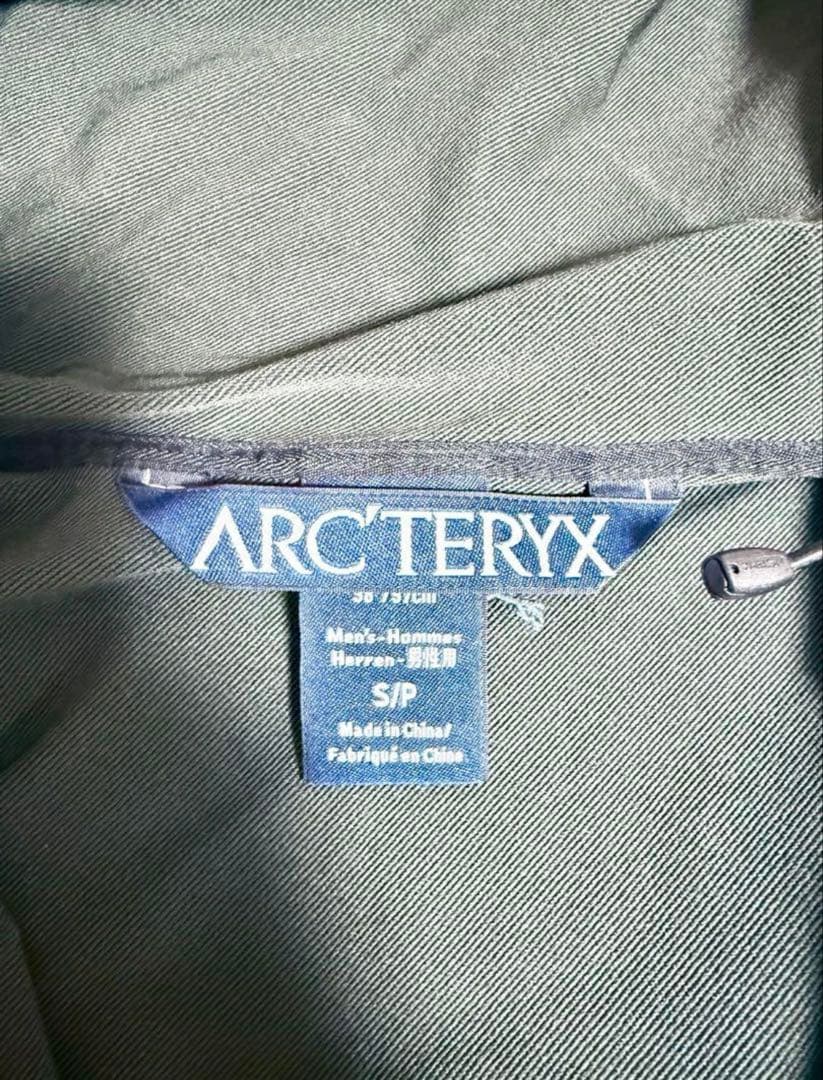 ARC'TERYX
Men's-Hommes
Herren-男性用
S/P
Made in China/
Fabriqué en Chine